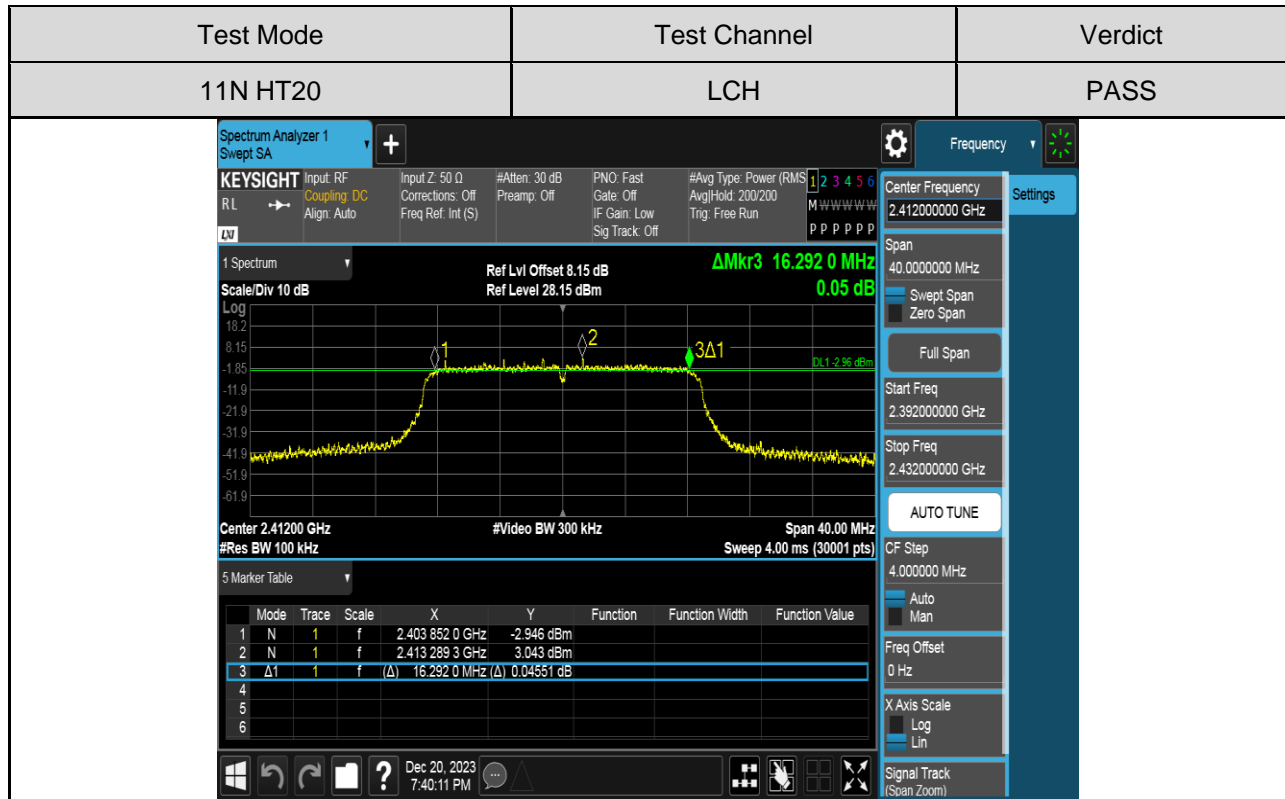 Test Mode Test Channel Verdict
11N HT20 LCH PASS
Spectrum Analyzer 1
Swept SA
+
Frequency
KEYSIGHT Input: RF Input Z: 50 Ω #Atten: 30 dB PNO: Fast #Avg Type: Power (RMS 1 2 3 4 5 6
RL Coupling: DC Corrections: Off Preamp: Off Gate: Off Avg|Hold: 200/200 M W W W W W
Align: Auto Freq Ref: Int (S) IF Gain: Low Trig: Free Run
LXI Sig Track: Off P P P P P P
Center Frequency
2.412000000 GHz
Settings
Span
40.0000000 MHz
Swept Span
Zero Span
Full Span
Start Freq
2.392000000 GHz
Stop Freq
2.432000000 GHz
AUTO TUNE
CF Step
4.000000 MHz
Auto
Man
Freq Offset
0 Hz
X Axis Scale
Log
Lin
Signal Track
(Span Zoom)
1 Spectrum Ref Lvl Offset 8.15 dB ΔMkr3 16.292 0 MHz
Scale/Div 10 dB Ref Level 28.15 dBm 0.05 dB
Log
18.2
8.15
-1.85
-11.9
-21.9
-31.9
-41.9
-51.9
-61.9
1
2
3Δ1
DL1 -2.96 dBm
Center 2.41200 GHz #Video BW 300 kHz Span 40.00 MHz
#Res BW 100 kHz Sweep 4.00 ms (30001 pts)
5 Marker Table
Mode Trace Scale X Y Function Function Width Function Value
1 N 1 f 2.403 852 0 GHz -2.946 dBm
2 N 1 f 2.413 289 3 GHz 3.043 dBm
3 Δ1 1 f (Δ) 16.292 0 MHz (Δ) 0.04551 dB
4
5
6
? Dec 20, 2023
7:40:11 PM